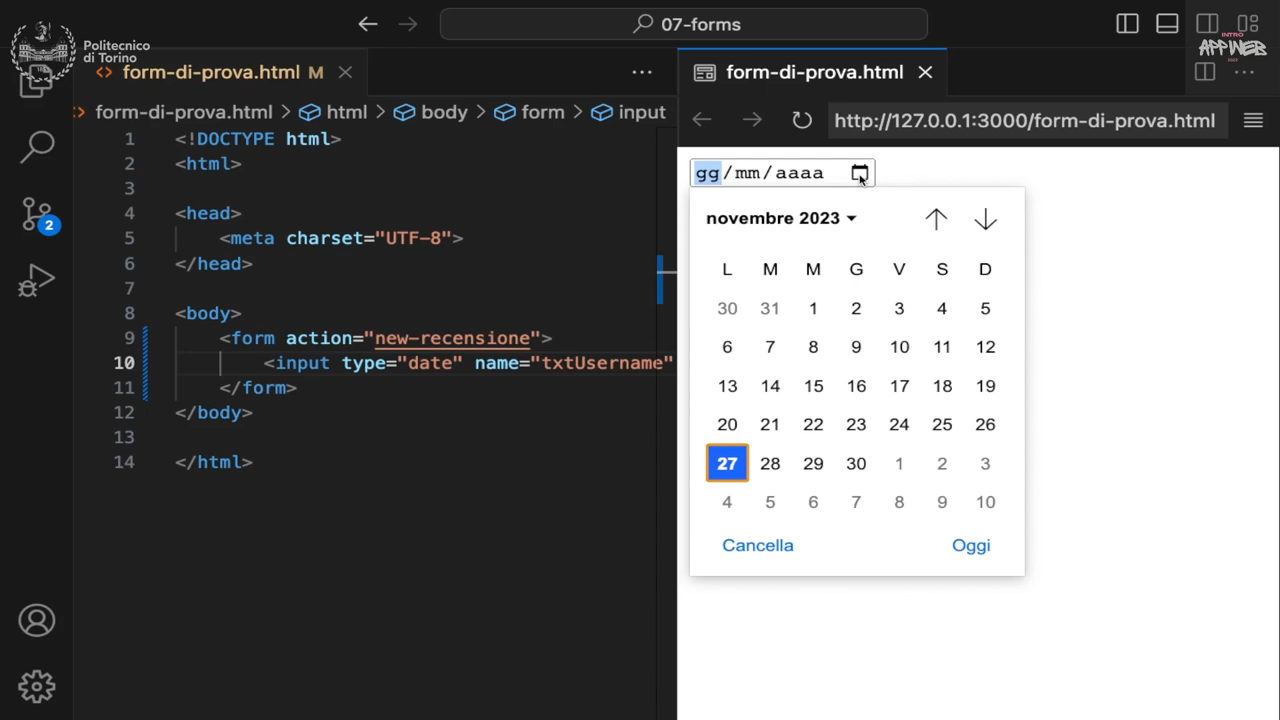 07-forms
Politecnico
di Torino
INTRO
APPINEB
form-di-prova.html M
form-di-prova.html
form-di-prova.html > html > body > form > input
http://127.0.0.1:3000/form-di-prova.html
1 <!DOCTYPE html>
2 <html>
3
4 <head>
5 <meta charset="UTF-8">
6 </head>
7
8 <body>
9 <form action="new-recensione">
10 <input type="date" name="txtUsername"
11 </form>
12 </body>
13
14 </html>
2
gg/mm/aaaa
novembre 2023
L M M G V S D
30 31 1 2 3 4 5
6 7 8 9 10 11 12
13 14 15 16 17 18 19
20 21 22 23 24 25 26
27 28 29 30 1 2 3
4 5 6 7 8 9 10
Cancella Oggi